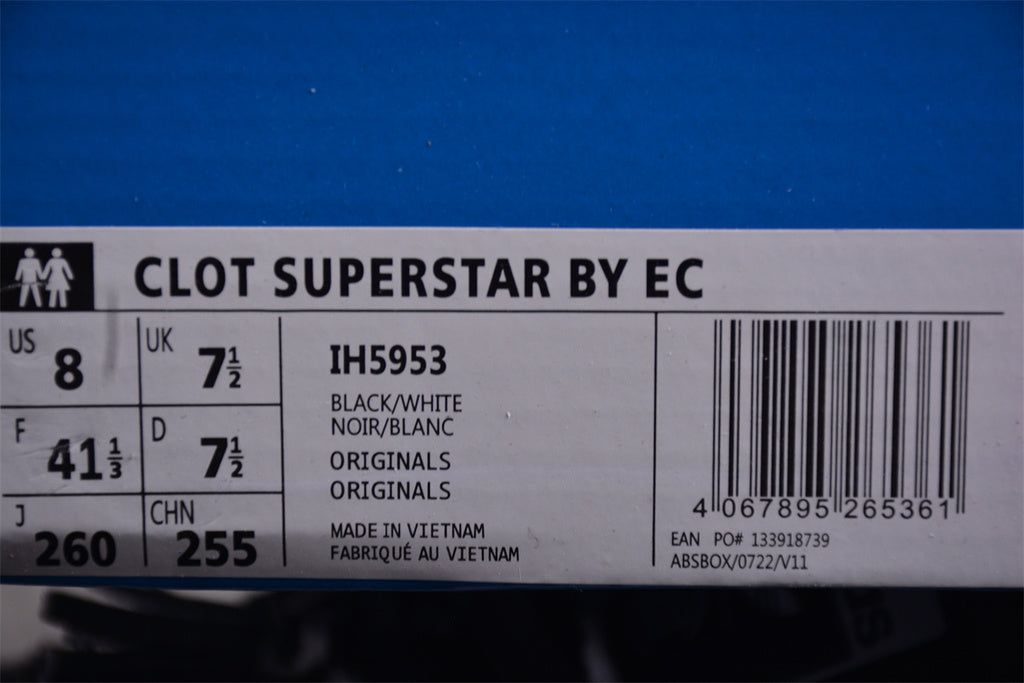 CLOT SUPERSTAR BY EC
US 8 UK 7½
F 41⅓ D 7½
J 260 CHN 255
IH5953
BLACK/WHITE
NOIR/BLANC
ORIGINALS
ORIGINALS
MADE IN VIETNAM
FABRIQUÉ AU VIETNAM
4 067895 265361
EAN PO# 133918739
ABSBOX/0722/V11